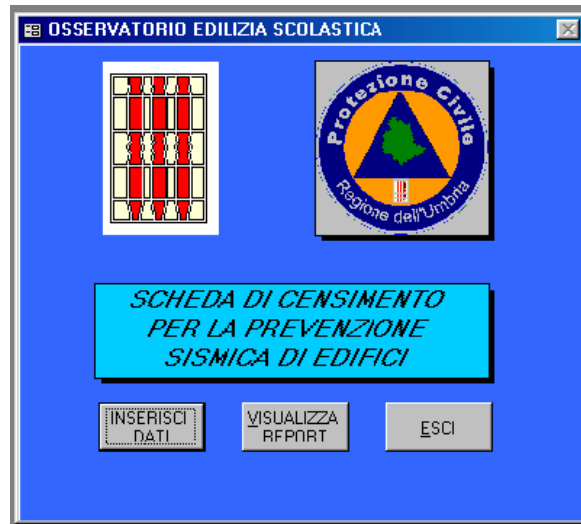 OSSERVATORIO EDILIZIA SCOLASTICA
Protezione Civile
Regione dell'Umbria
SCHEDA DI CENSIMENTO
PER LA PREVENZIONE
SISMICA DI EDIFICI
INSERISCI
DATI
VISUALIZZA
REPORT
ESCI